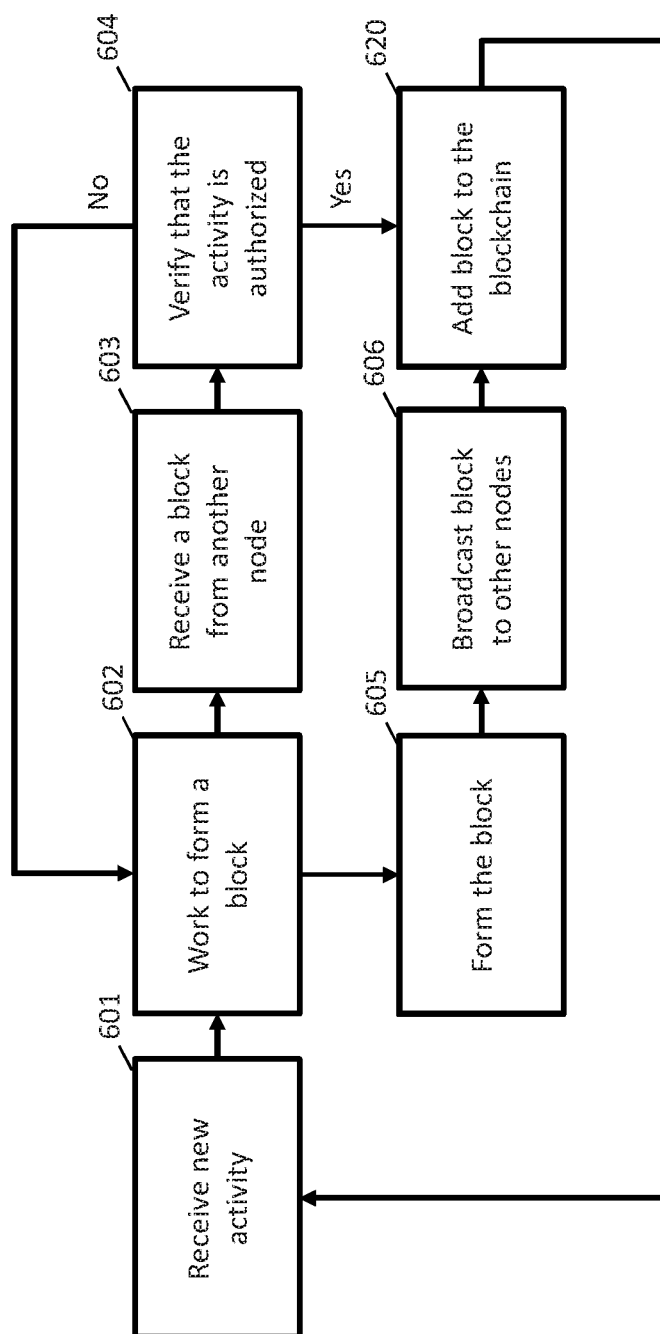 601
Receive new
activity
602
Work to form a
block
603
Receive a block
from another
node
604
Verify that the
activity is
authorized
No
Yes
605
Form the block
606
Broadcast block
to other nodes
620
Add block to the
blockchain